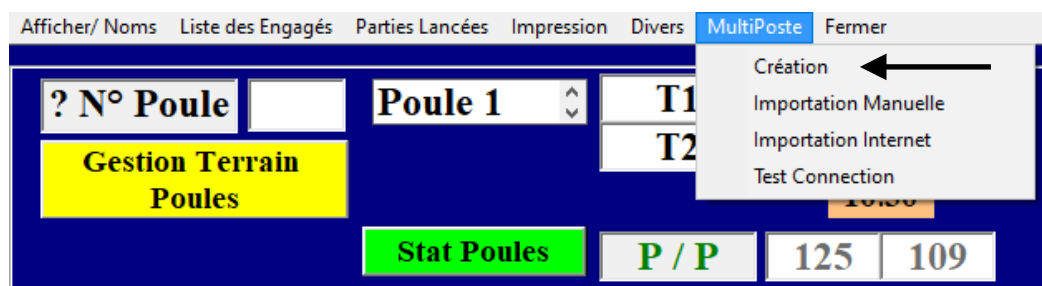 Afficher/ Noms Liste des Engagés Parties Lancées Impression Divers MultiPoste Fermer
Création
Importation Manuelle
Importation Internet
Test Connection
? N° Poule Poule 1 T1
T2
Gestion Terrain
Poules
Stat Poules P / P 125 109